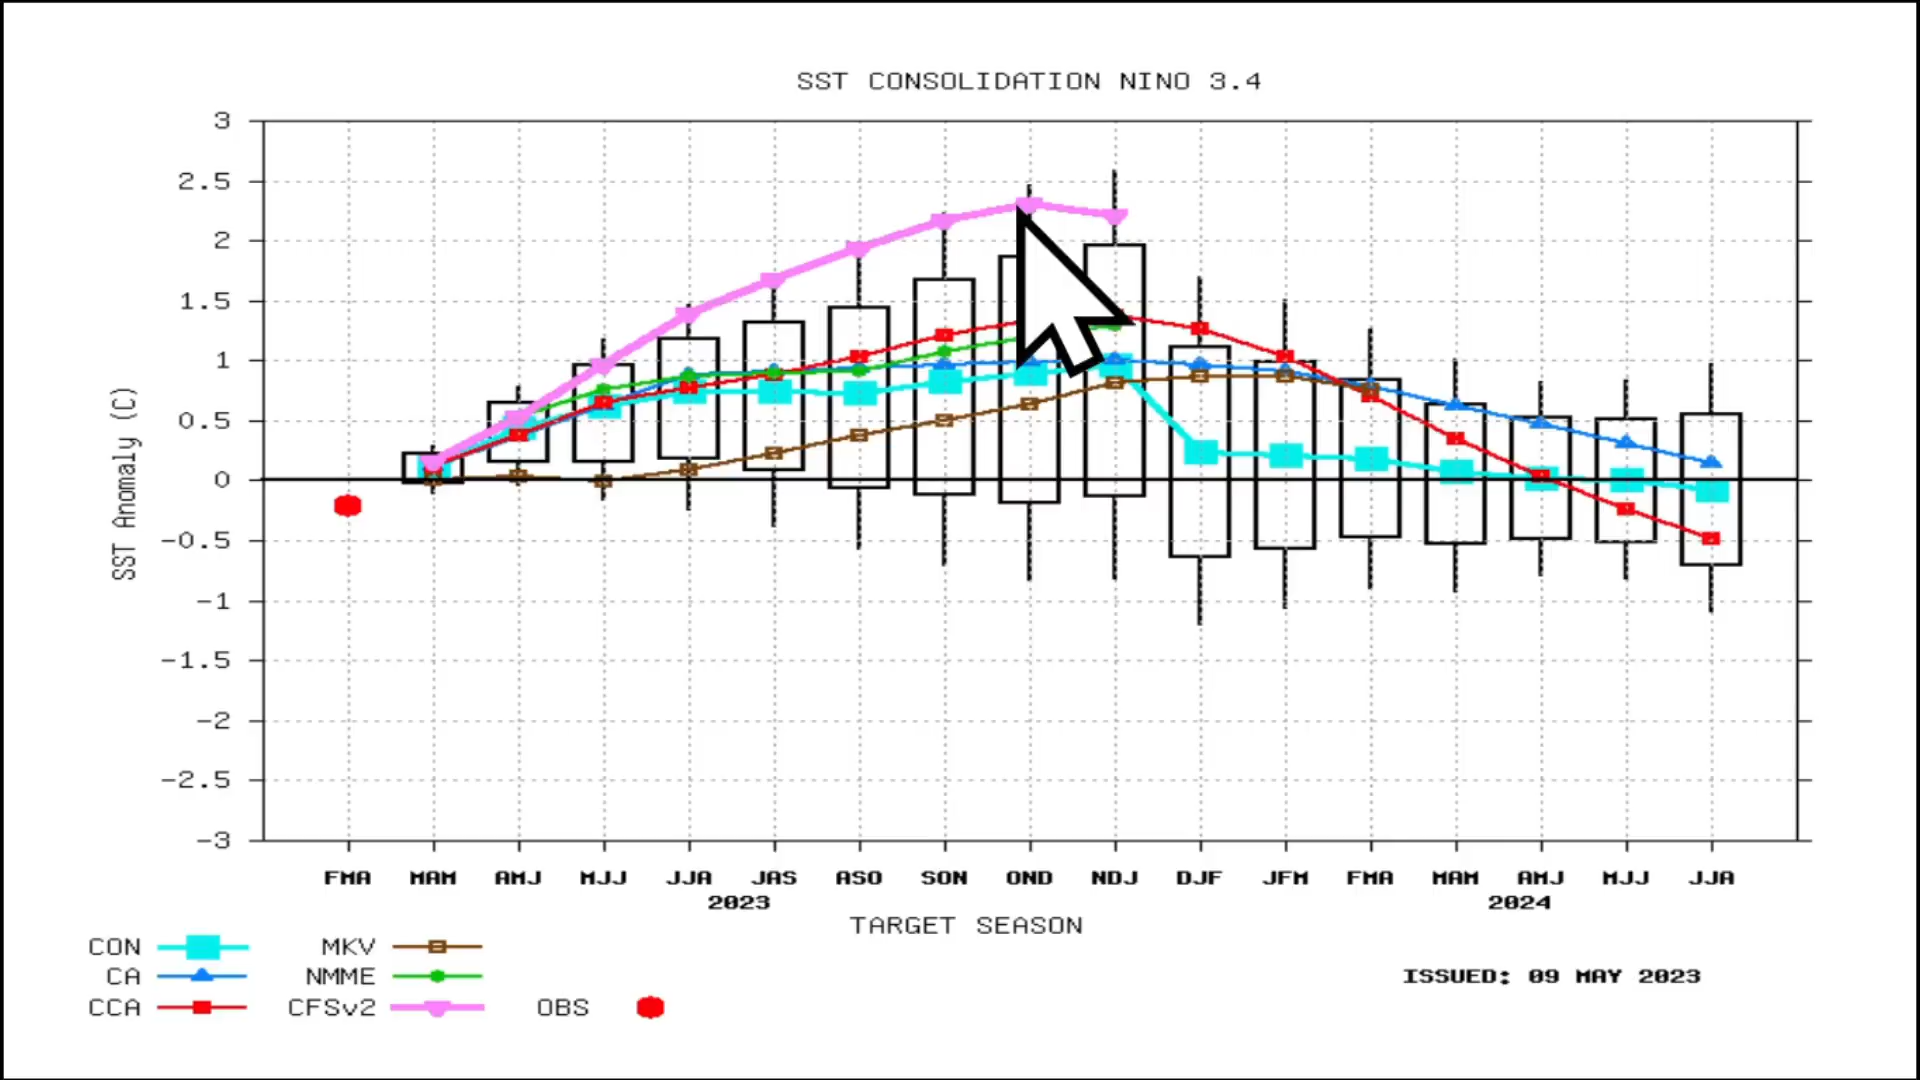 SST CONSOLIDATION NINO 3.4
3
2.5
2
1.5
1
0.5
0
-0.5
-1
-1.5
-2
-2.5
-3
SST Anomaly (C)
FMA MAM AMJ MJJ JJA JAS ASO SON OND NDJ DJF JFM FMA MAM AMJ MJJ JJA
2023 2024
TARGET SEASON
CON MKV
CA NMME
ISSUED: 09 MAY 2023
CCA CFSv2 OBS